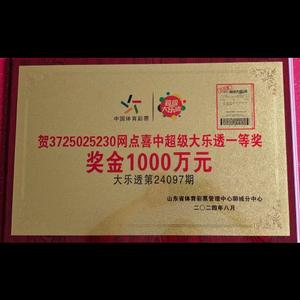 中国体育彩票
超级
大乐透
贺3725025230网点喜中超级大乐透一等奖
奖金1000万元
大乐透第24097期
山东省体育彩票管理中心聊城分中心
二〇二四年八月